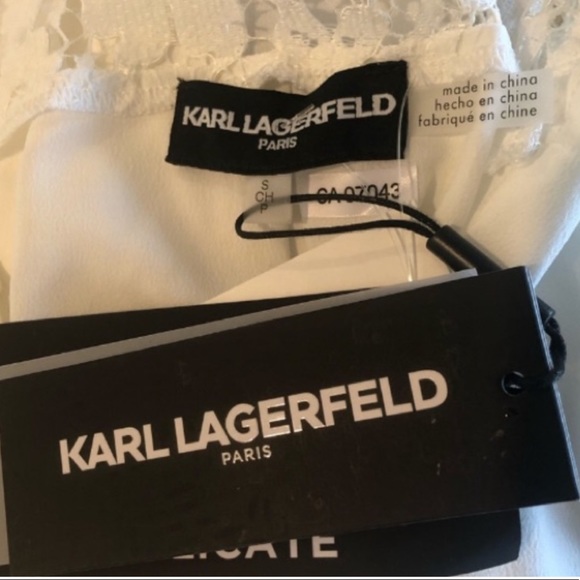 KARL LAGERFELD
PARIS
made in china
hecho en china
fabriqué en chine
S
CH
P
CA 07043
KARL LAGERFELD
PARIS